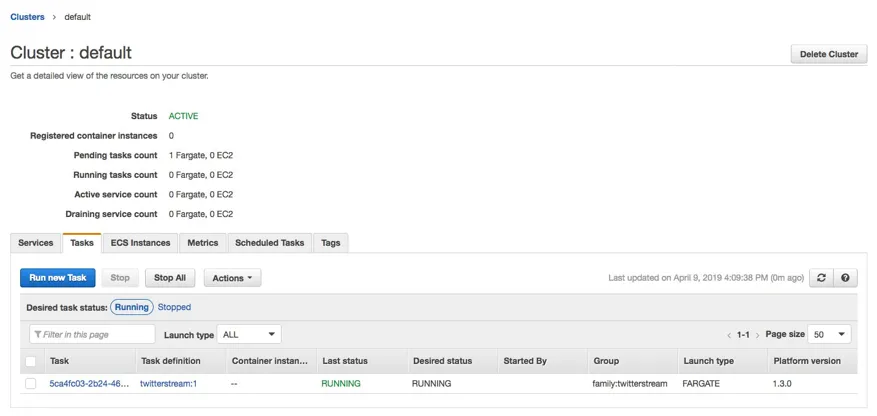 Clusters > default
Cluster : default
Delete Cluster
Get a detailed view of the resources on your cluster.
Status ACTIVE
Registered container instances 0
Pending tasks count 1 Fargate, 0 EC2
Running tasks count 0 Fargate, 0 EC2
Active service count 0 Fargate, 0 EC2
Draining service count 0 Fargate, 0 EC2
Services Tasks ECS Instances Metrics Scheduled Tasks Tags
Run new Task Stop Stop All Actions Last updated on April 9, 2019 4:09:38 PM (0m ago)
Desired task status: Running Stopped
Filter in this page Launch type ALL < 1-1 > Page size 50
Task Task definition Container instan... Last status Desired status Started By Group Launch type Platform version
5ca4fc03-2b24-46... twitterstream:1 -- RUNNING RUNNING family:twitterstream FARGATE 1.3.0